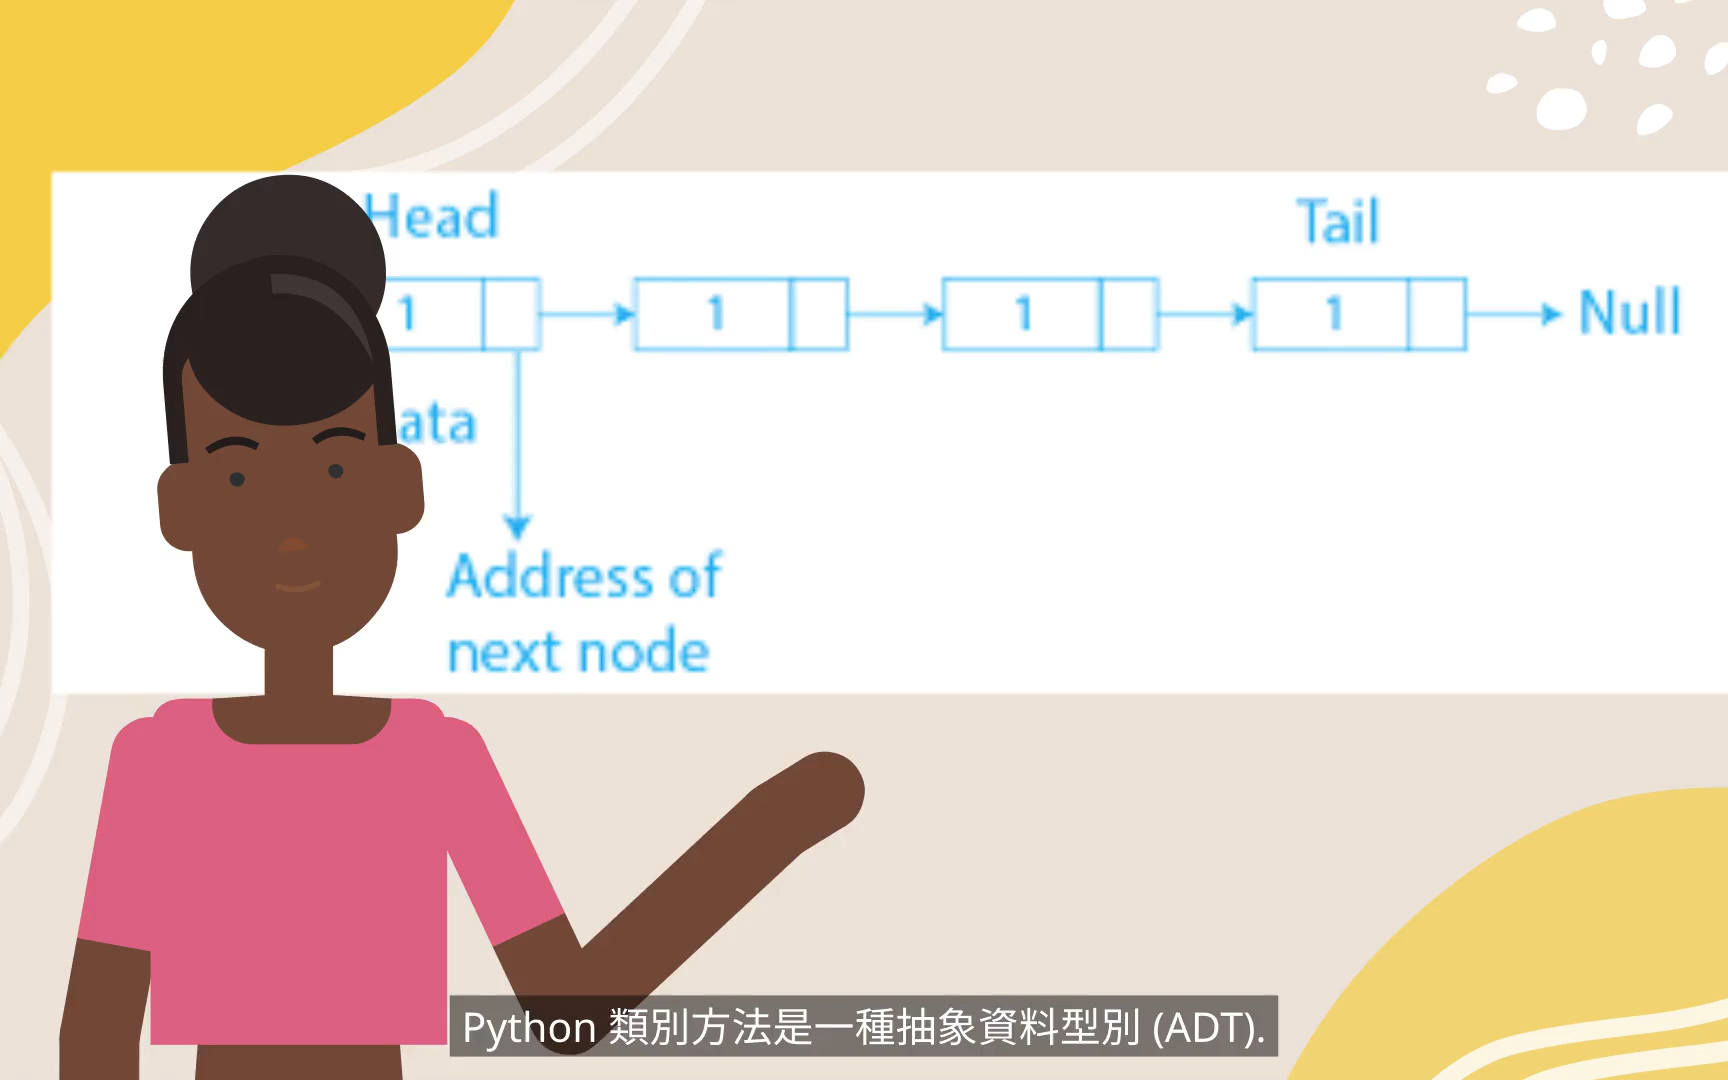 Head
Tail
1
1
1
1
Null
ata
Address of
next node
Python 類別方法是一種抽象資料型別 (ADT).